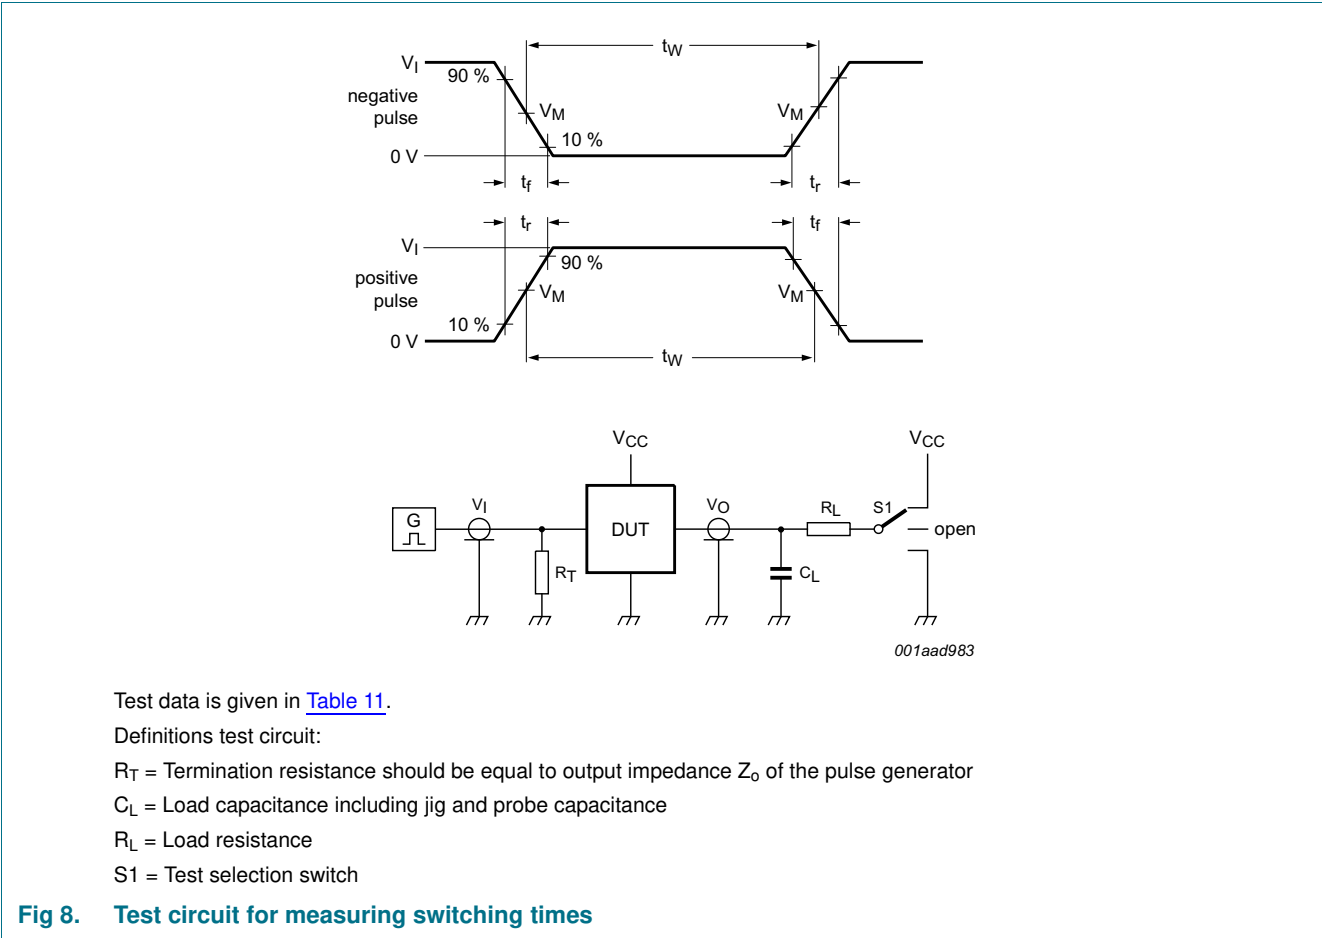 tW
VI
90 %
negative
pulse
VM
VM
10 %
0 V
tf
tr
tr
tf
VI
90 %
positive
pulse
VM
VM
10 %
0 V
tW
VCC
VCC
G
VI
DUT
VO
RL
S1
open
RT
CL
001aad983
Test data is given in Table 11.
Definitions test circuit:
RT = Termination resistance should be equal to output impedance Zo of the pulse generator
CL = Load capacitance including jig and probe capacitance
RL = Load resistance
S1 = Test selection switch
Fig 8. Test circuit for measuring switching times